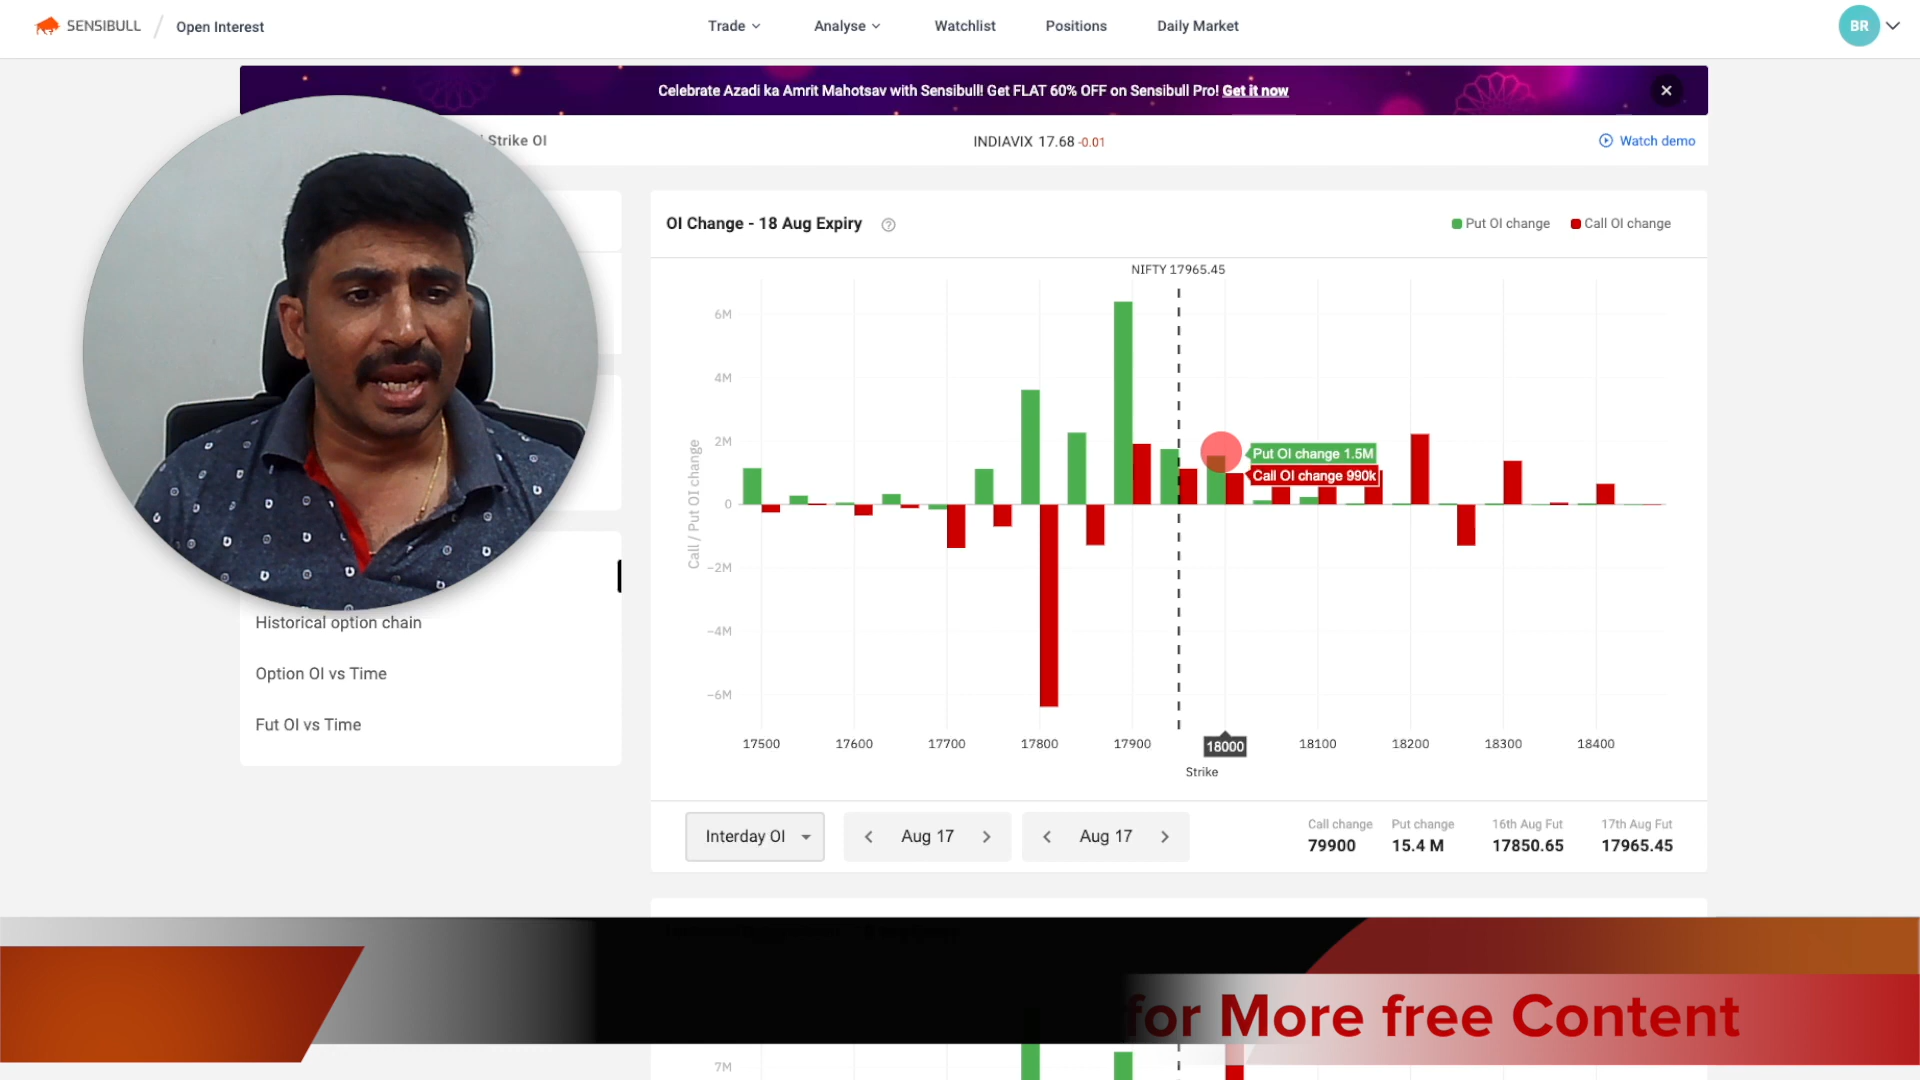 SENSIBULL / Open Interest
Trade
Analyse
Watchlist
Positions
Daily Market
BR
Celebrate Azadi ka Amrit Mahotsav with Sensibull! Get FLAT 60% OFF on Sensibull Pro! Get it now
Strike OI
INDIAVIX 17.68 -0.01
Watch demo
OI Change - 18 Aug Expiry
Put OI change
Call OI change
NIFTY 17965.45
6M
4M
2M
0
−2M
−4M
−6M
Call / Put OI change
Put OI change 1.5M
Call OI change 990k
17500 17600 17700 17800 17900 18000 18100 18200 18300 18400
Strike
Historical option chain
Option OI vs Time
Fut OI vs Time
Interday OI
Aug 17
Aug 17
Call change Put change 16th Aug Fut 17th Aug Fut
79900 15.4 M 17850.65 17965.45
for More free Content
7M